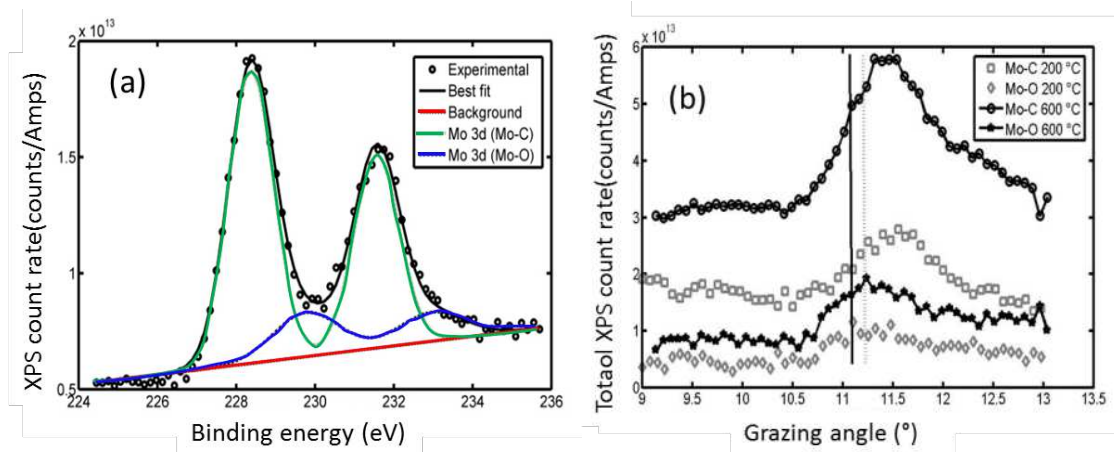 2 x 10^13
(a)
Experimental
Best fit
Background
Mo 3d (Mo-C)
Mo 3d (Mo-O)
XPS count rate(counts/Amps)
1.5
1
0.5
224 226 228 230 232 234 236
Binding energy (eV)
6 x 10^13
(b)
Mo-C 200 °C
Mo-O 200 °C
Mo-C 600 °C
Mo-O 600 °C
Totaol XPS count rate(counts/Amps)
5
4
3
2
1
0
9 9.5 10 10.5 11 11.5 12 12.5 13 13.5
Grazing angle (°)